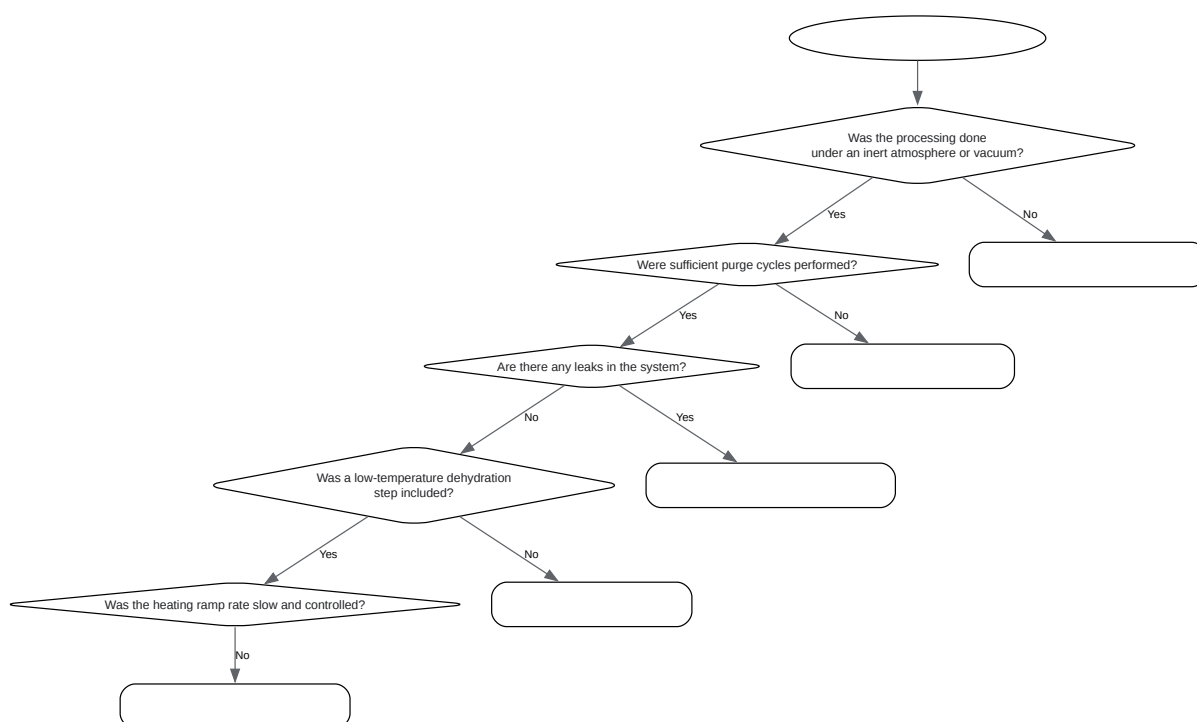 Was the processing done
under an inert atmosphere or vacuum?
Yes
No
Were sufficient purge cycles performed?
Yes
No
Are there any leaks in the system?
No
Yes
Was a low-temperature dehydration
step included?
Yes
No
Was the heating ramp rate slow and controlled?
No